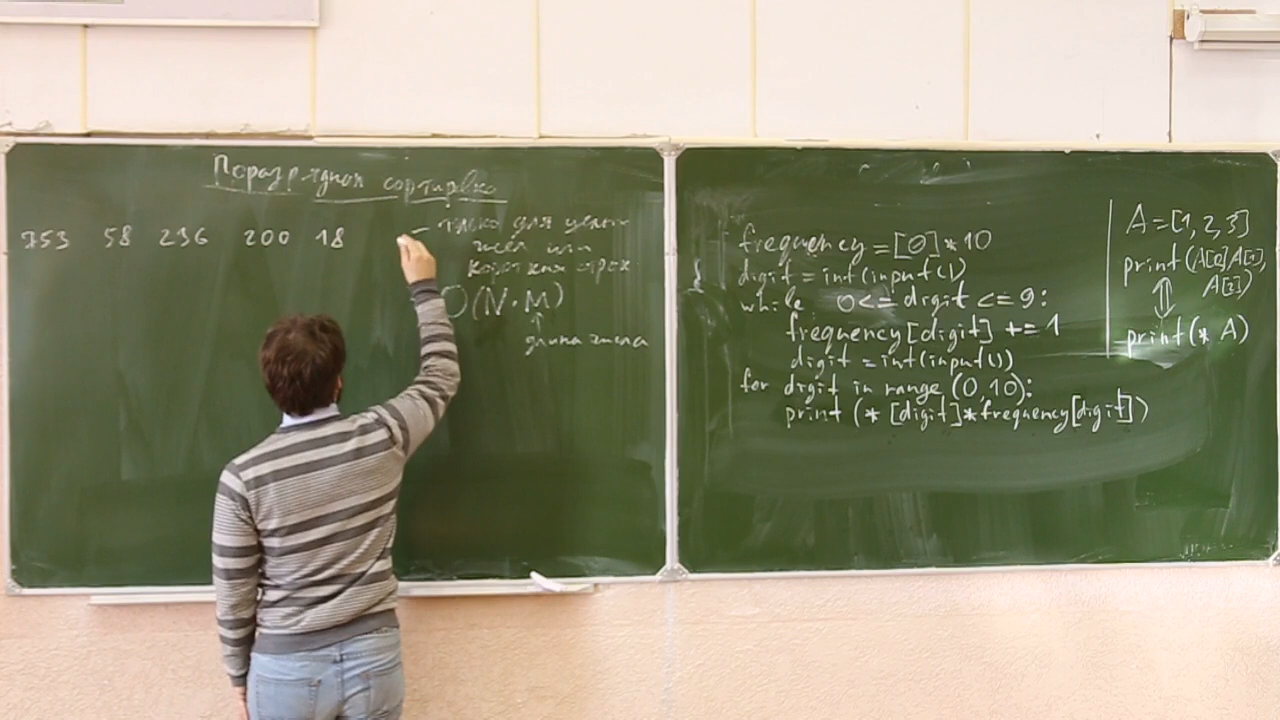 Поразрядная сортировка
753 58 236 200 18
– только для целых
чисел или
коротких строк
O(N·M)
↑
длина числа
frequency = [0]*10
digit = int(input())
while 0<= digit <= 9:
frequency[digit] += 1
digit = int(input())
for digit in range (0,10):
print (* [digit]*frequency[digit])
A = [1, 2, 3]
print (A[0],A[1],
A[2])
⇕
print(* A)